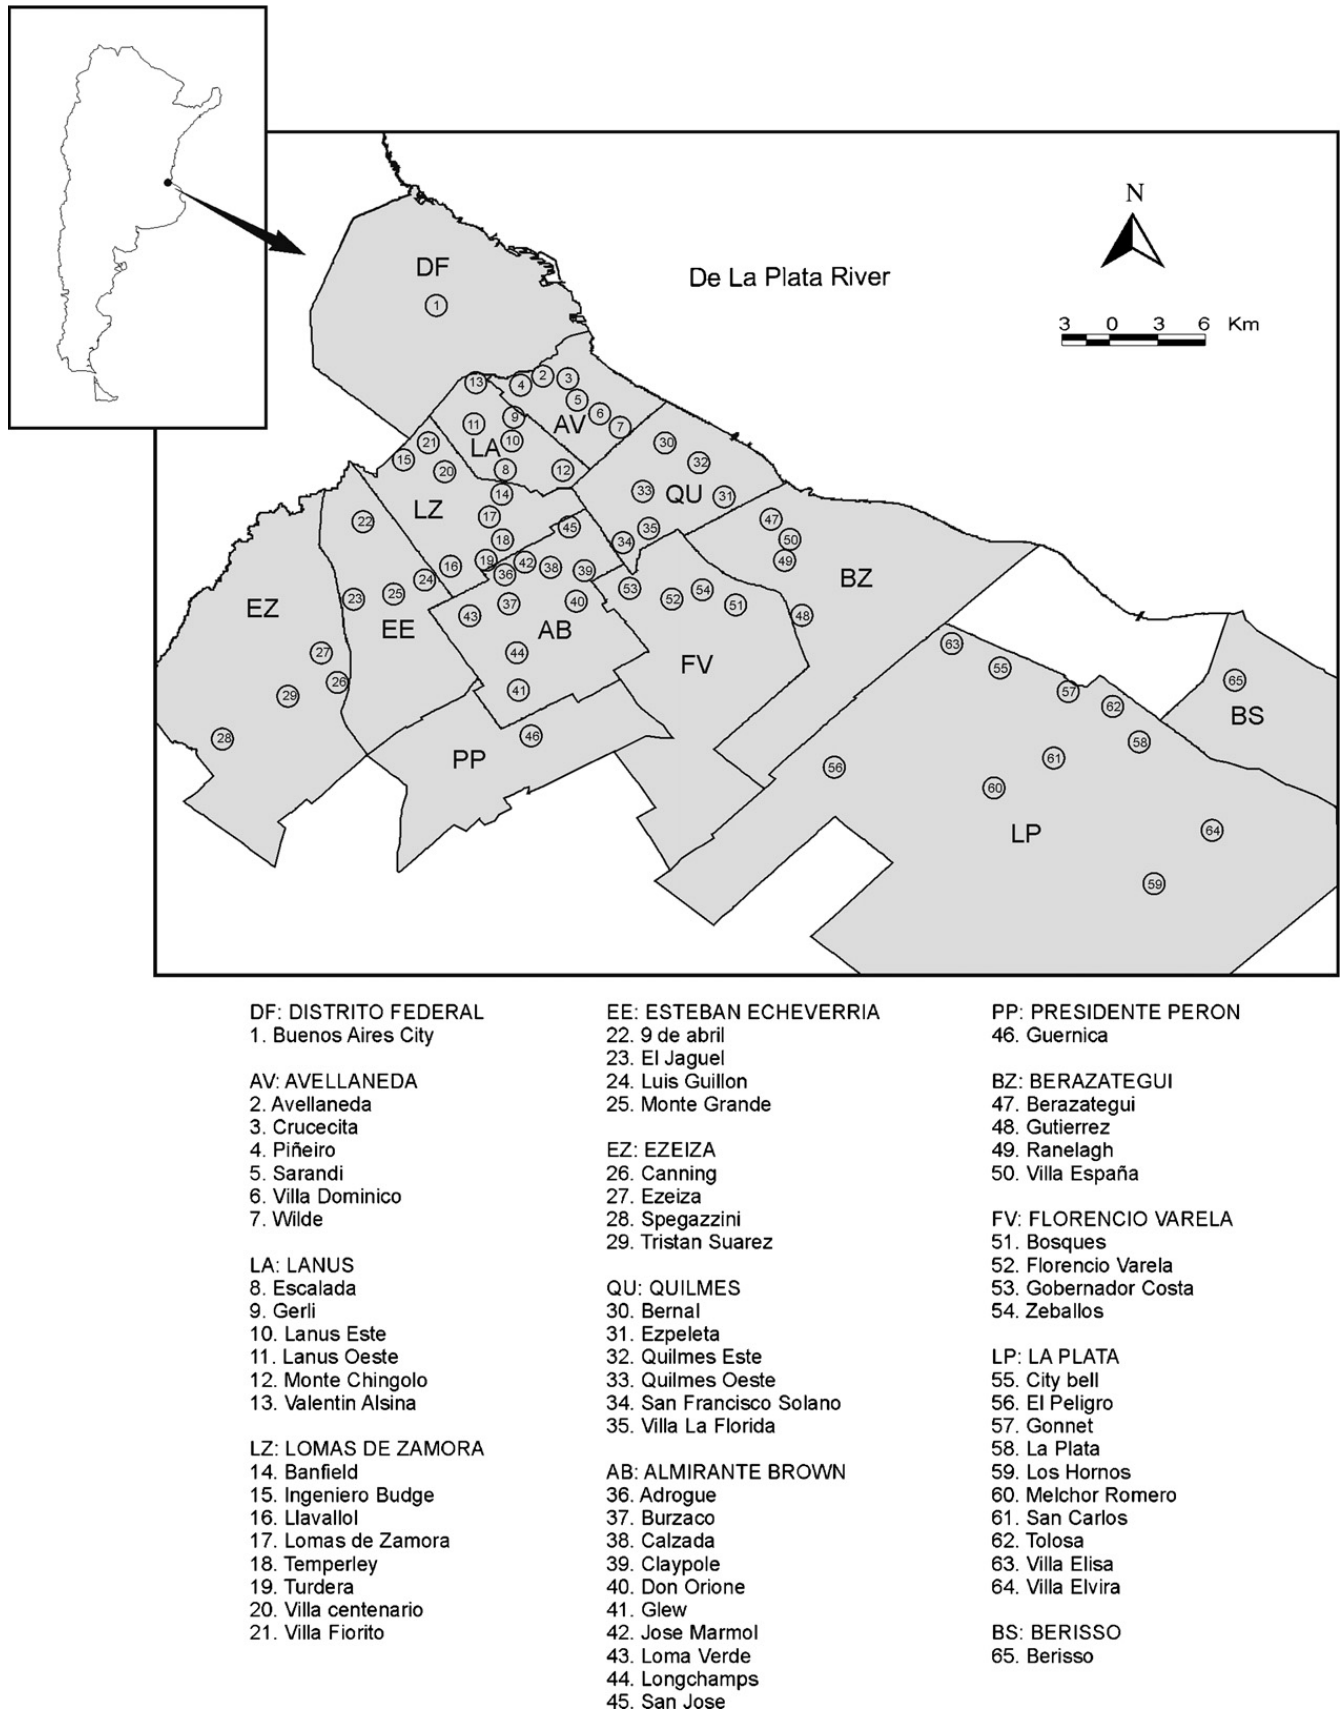 N
De La Plata River
3 0 3 6 Km
DF
1
13
4
2
3
5
6
7
AV
9
11
10
LA
8
12
21
15
20
14
LZ
17
18
16
19
30
32
33
QU
31
34
35
22
24
25
23
EE
EZ
27
26
29
28
45
42
36
38
39
37
40
43
AB
44
41
46
PP
47
50
49
BZ
48
53
52
54
51
FV
63
55
57
62
58
61
60
56
LP
64
59
65
BS
DF: DISTRITO FEDERAL
1. Buenos Aires City
AV: AVELLANEDA
2. Avellaneda
3. Crucecita
4. Piñeiro
5. Sarandi
6. Villa Dominico
7. Wilde
LA: LANUS
8. Escalada
9. Gerli
10. Lanus Este
11. Lanus Oeste
12. Monte Chingolo
13. Valentin Alsina
LZ: LOMAS DE ZAMORA
14. Banfield
15. Ingeniero Budge
16. Llavallol
17. Lomas de Zamora
18. Temperley
19. Turdera
20. Villa centenario
21. Villa Fiorito
EE: ESTEBAN ECHEVERRIA
22. 9 de abril
23. El Jaguel
24. Luis Guillon
25. Monte Grande
EZ: EZEIZA
26. Canning
27. Ezeiza
28. Spegazzini
29. Tristan Suarez
QU: QUILMES
30. Bernal
31. Ezpeleta
32. Quilmes Este
33. Quilmes Oeste
34. San Francisco Solano
35. Villa La Florida
AB: ALMIRANTE BROWN
36. Adrogue
37. Burzaco
38. Calzada
39. Claypole
40. Don Orione
41. Glew
42. Jose Marmol
43. Loma Verde
44. Longchamps
45. San Jose
PP: PRESIDENTE PERON
46. Guernica
BZ: BERAZATEGUI
47. Berazategui
48. Gutierrez
49. Ranelagh
50. Villa España
FV: FLORENCIO VARELA
51. Bosques
52. Florencio Varela
53. Gobernador Costa
54. Zeballos
LP: LA PLATA
55. City bell
56. El Peligro
57. Gonnet
58. La Plata
59. Los Hornos
60. Melchor Romero
61. San Carlos
62. Tolosa
63. Villa Elisa
64. Villa Elvira
BS: BERISSO
65. Berisso